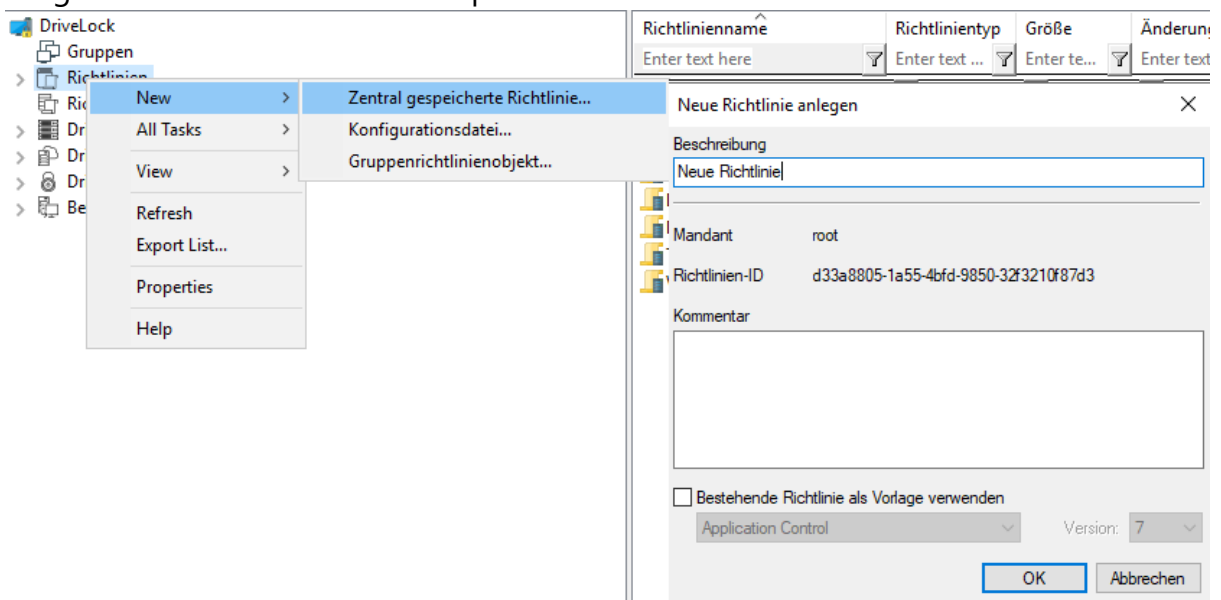 DriveLock
Gruppen
Richtlinien
New
All Tasks
View
Refresh
Export List...
Properties
Help
Zentral gespeicherte Richtlinie...
Konfigurationsdatei...
Gruppenrichtlinienobjekt...
Richtlinienname Richtlinientyp Größe
Enter text here Enter text ... Enter te... Enter text
Neue Richtlinie anlegen
Beschreibung
Neue Richtlinie
Mandant root
Richtlinien-ID d33a8805-1a55-4bfd-9850-32f3210f87d3
Kommentar
Bestehende Richtlinie als Vorlage verwenden
Application Control Version: 7
OK Abbrechen